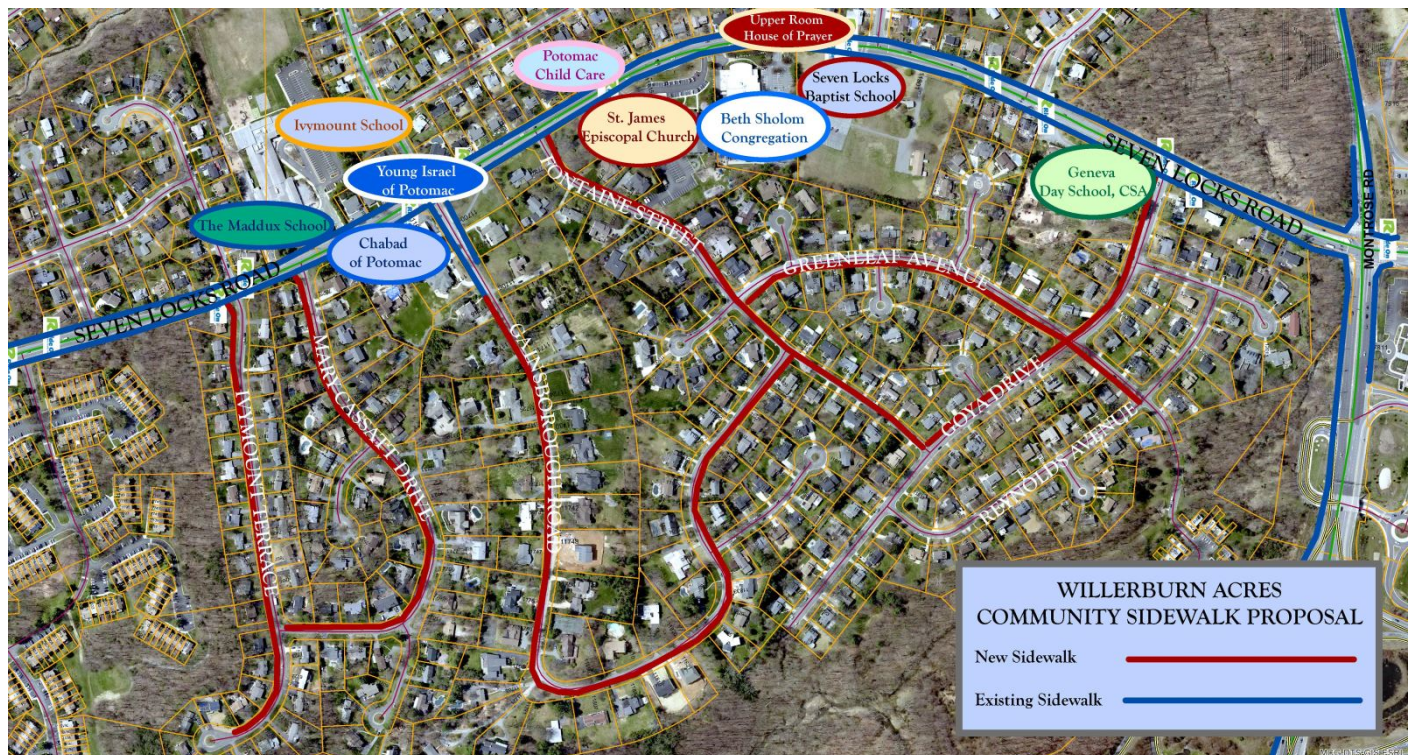 Upper Room
House of Prayer
Potomac
Child Care
Seven Locks
Baptist School
Ivymount School
St. James
Episcopal Church
Beth Sholom
Congregation
Young Israel
of Potomac
Geneva
Day School, CSA
The Maddux School
Chabad
of Potomac
SEVEN LOCKS ROAD
SEVEN LOCKS ROAD
MONTROSE RD
FONTAINE STREET
GREENLEAF AVENUE
IVYMOUNT TERRACE
MARY CASSAT DRIVE
GAINSBOROUGH ROAD
GOYA DRIVE
REYNOLDS AVENUE
WILLERBURN ACRES
COMMUNITY SIDEWALK PROPOSAL
New Sidewalk
Existing Sidewalk